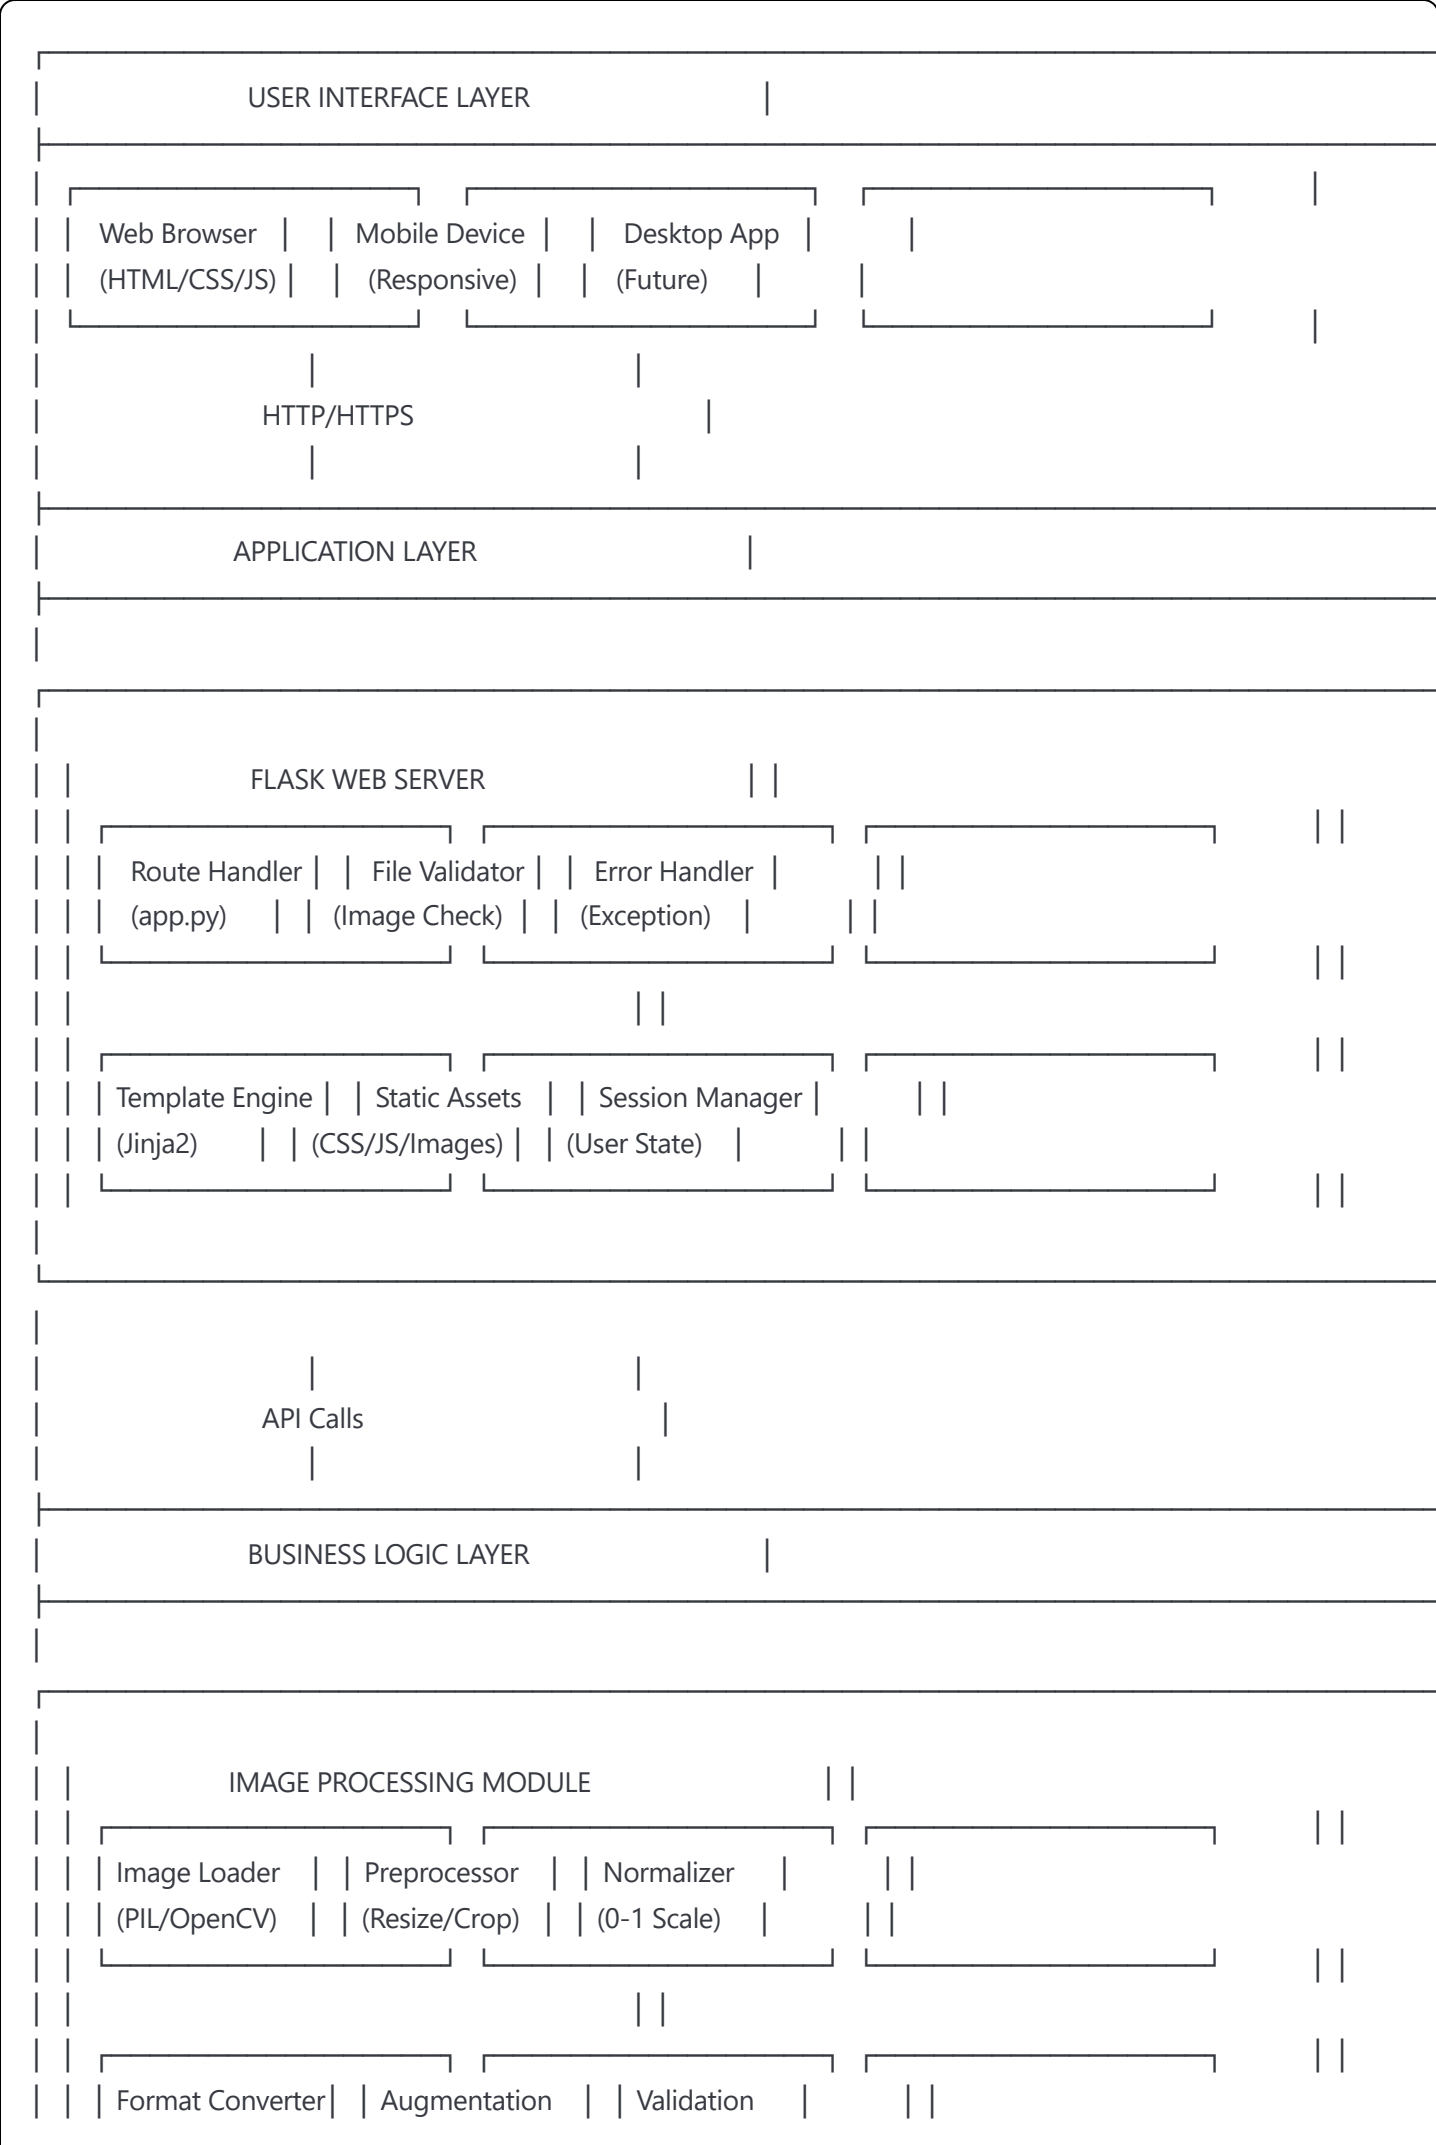 USER INTERFACE LAYER
Web Browser Mobile Device Desktop App
(HTML/CSS/JS) (Responsive) (Future)
HTTP/HTTPS
APPLICATION LAYER
FLASK WEB SERVER
Route Handler File Validator Error Handler
(app.py) (Image Check) (Exception)
Template Engine Static Assets Session Manager
(Jinja2) (CSS/JS/Images) (User State)
API Calls
BUSINESS LOGIC LAYER
IMAGE PROCESSING MODULE
Image Loader Preprocessor Normalizer
(PIL/OpenCV) (Resize/Crop) (0-1 Scale)
Format Converter Augmentation Validation